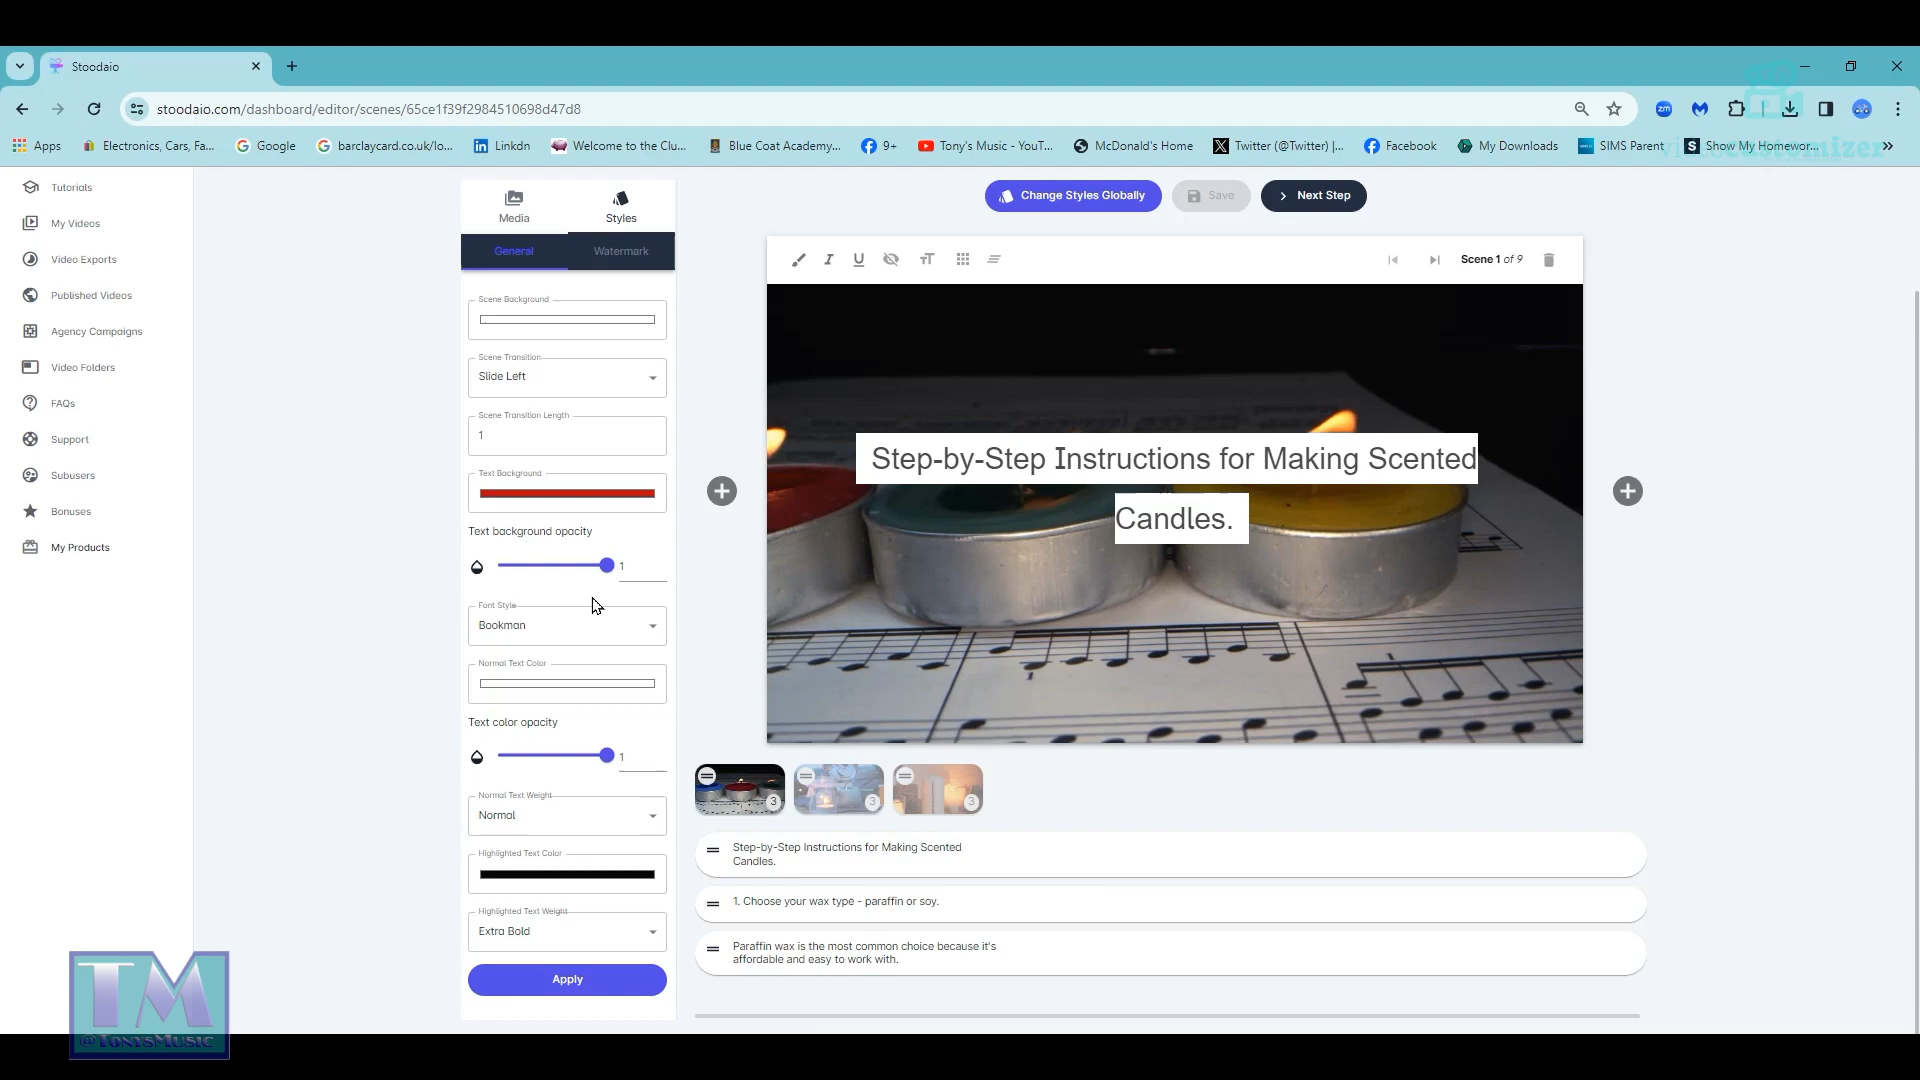 Stoodaio
stoodaio.com/dashboard/editor/scenes/65ce1f39f2984510698d47d8
zm
Apps
Electronics, Cars, Fa...
Google
barclaycard.co.uk/lo...
Linkdn
Welcome to the Clu...
Blue Coat Academy...
9+
Tony's Music - YouT...
McDonald's Home
Twitter (@Twitter) |...
Facebook
My Downloads
SIMS Parent
Show My Homewor...
Tutorials
My Videos
Video Exports
Published Videos
Agency Campaigns
Video Folders
FAQs
Support
Subusers
Bonuses
My Products
Media
Styles
General
Watermark
Scene Background
Scene Transition
Slide Left
Scene Transition Length
1
Text Background
Text background opacity
1
Font Style
Bookman
Normal Text Color
Text color opacity
1
Normal Text Weight
Normal
Highlighted Text Color
Highlighted Text Weight
Extra Bold
Apply
Change Styles Globally
Save
Next Step
Scene 1 of 9
Step-by-Step Instructions for Making Scented
Candles.
3
3
3
Step-by-Step Instructions for Making Scented
Candles.
1. Choose your wax type - paraffin or soy.
Paraffin wax is the most common choice because it's
affordable and easy to work with.
TM
@TonysMusic